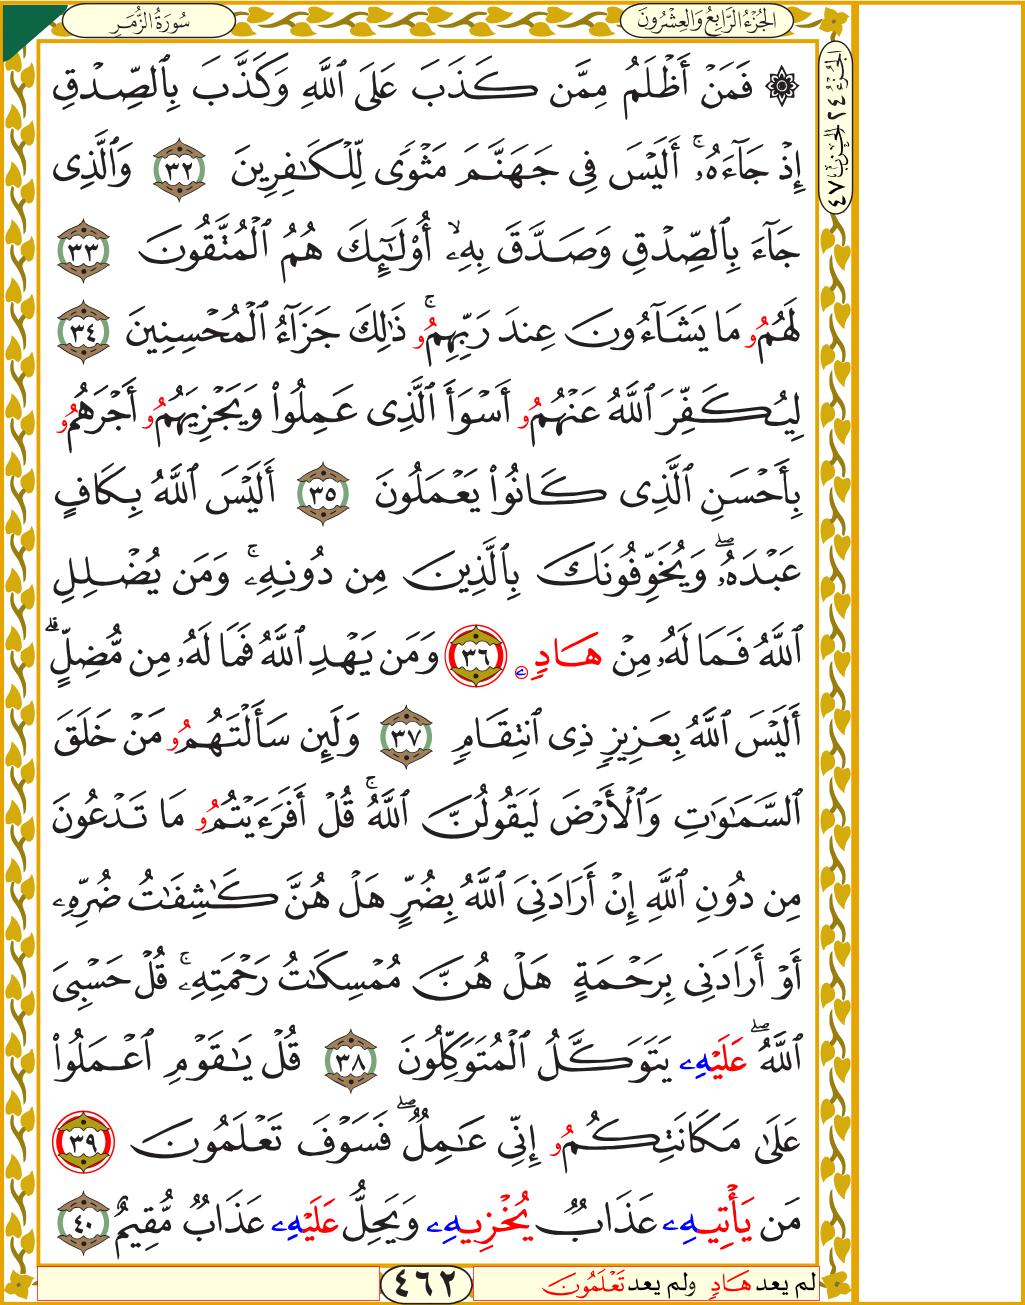 الجُزْءُ الرَّابِعُ وَالعِشْرُونَ
سُورَةُ الزُّمَرِ
الجُزْءُ ٢٤ الحِزْبُ ٤٧
۞ فَمَنۡ أَظۡلَمُ مِمَّن كَذَبَ عَلَى ٱللَّهِ وَكَذَّبَ بِٱلصِّدۡقِ
إِذۡ جَآءَهُۥٓۚ أَلَيۡسَ فِي جَهَنَّمَ مَثۡوٗى لِّلۡكَٰفِرِينَ ٣٢ وَٱلَّذِي
جَآءَ بِٱلصِّدۡقِ وَصَدَّقَ بِهِۦٓۙ أُوْلَٰٓئِكَ هُمُ ٱلۡمُتَّقُونَ ٣٣
لَهُمُۥ مَا يَشَآءُونَ عِندَ رَبِّهِمُۥۚ ذَٰلِكَ جَزَآءُ ٱلۡمُحۡسِنِينَ ٣٤
لِيُكَفِّرَ ٱللَّهُ عَنۡهُمُۥ أَسۡوَأَ ٱلَّذِي عَمِلُواْ وَيَجۡزِيَهُمُۥ أَجۡرَهُمُۥ
بِأَحۡسَنِ ٱلَّذِي كَانُواْ يَعۡمَلُونَ ٣٥ أَلَيۡسَ ٱللَّهُ بِكَافٍ
عَبۡدَهُۥۖ وَيُخَوِّفُونَكَ بِٱلَّذِينَ مِن دُونِهِۦۚ وَمَن يُضۡلِلِ
ٱللَّهُ فَمَا لَهُۥ مِنۡ هَادٖ ٣٦ وَمَن يَهۡدِ ٱللَّهُ فَمَا لَهُۥ مِن مُّضِلٍّۗ
أَلَيۡسَ ٱللَّهُ بِعَزِيزٖ ذِي ٱنتِقَامٖ ٣٧ وَلَئِن سَأَلۡتَهُمُۥ مَنۡ خَلَقَ
ٱلسَّمَٰوَٰتِ وَٱلۡأَرۡضَ لَيَقُولُنَّ ٱللَّهُۚ قُلۡ أَفَرَءَيۡتُمُۥ مَا تَدۡعُونَ
مِن دُونِ ٱللَّهِ إِنۡ أَرَادَنِيَ ٱللَّهُ بِضُرٍّ هَلۡ هُنَّ كَٰشِفَٰتُ ضُرِّهِۦ
أَوۡ أَرَادَنِي بِرَحۡمَةٍ هَلۡ هُنَّ مُمۡسِكَٰتُ رَحۡمَتِهِۦۚ قُلۡ حَسۡبِيَ
ٱللَّهُۖ عَلَيۡهِۦ يَتَوَكَّلُ ٱلۡمُتَوَكِّلُونَ ٣٨ قُلۡ يَٰقَوۡمِ ٱعۡمَلُواْ
عَلَىٰ مَكَانَتِكُمُۥ إِنِّي عَٰمِلٞۖ فَسَوۡفَ تَعۡلَمُونَ ٣٩
مَن يَأۡتِيهِۦ عَذَابٞ يُخۡزِيهِۦ وَيَحِلُّ عَلَيۡهِۦ عَذَابٞ مُّقِيمٌ ٤٠
لم يعد هَادٖ ولم يعد تَعۡلَمُونَ
٤٦٢